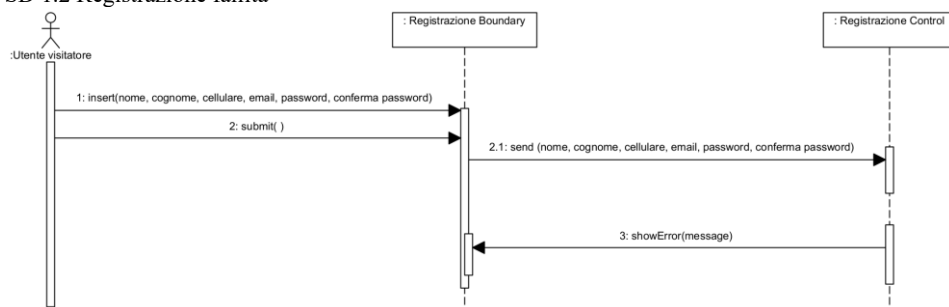 SD 1.2 Registrazione fallita
: Registrazione Boundary
: Registrazione Control
:Utente visitatore
1: insert(nome, cognome, cellulare, email, password, conferma password)
2: submit( )
2.1: send (nome, cognome, cellulare, email, password, conferma password)
3: showError(message)